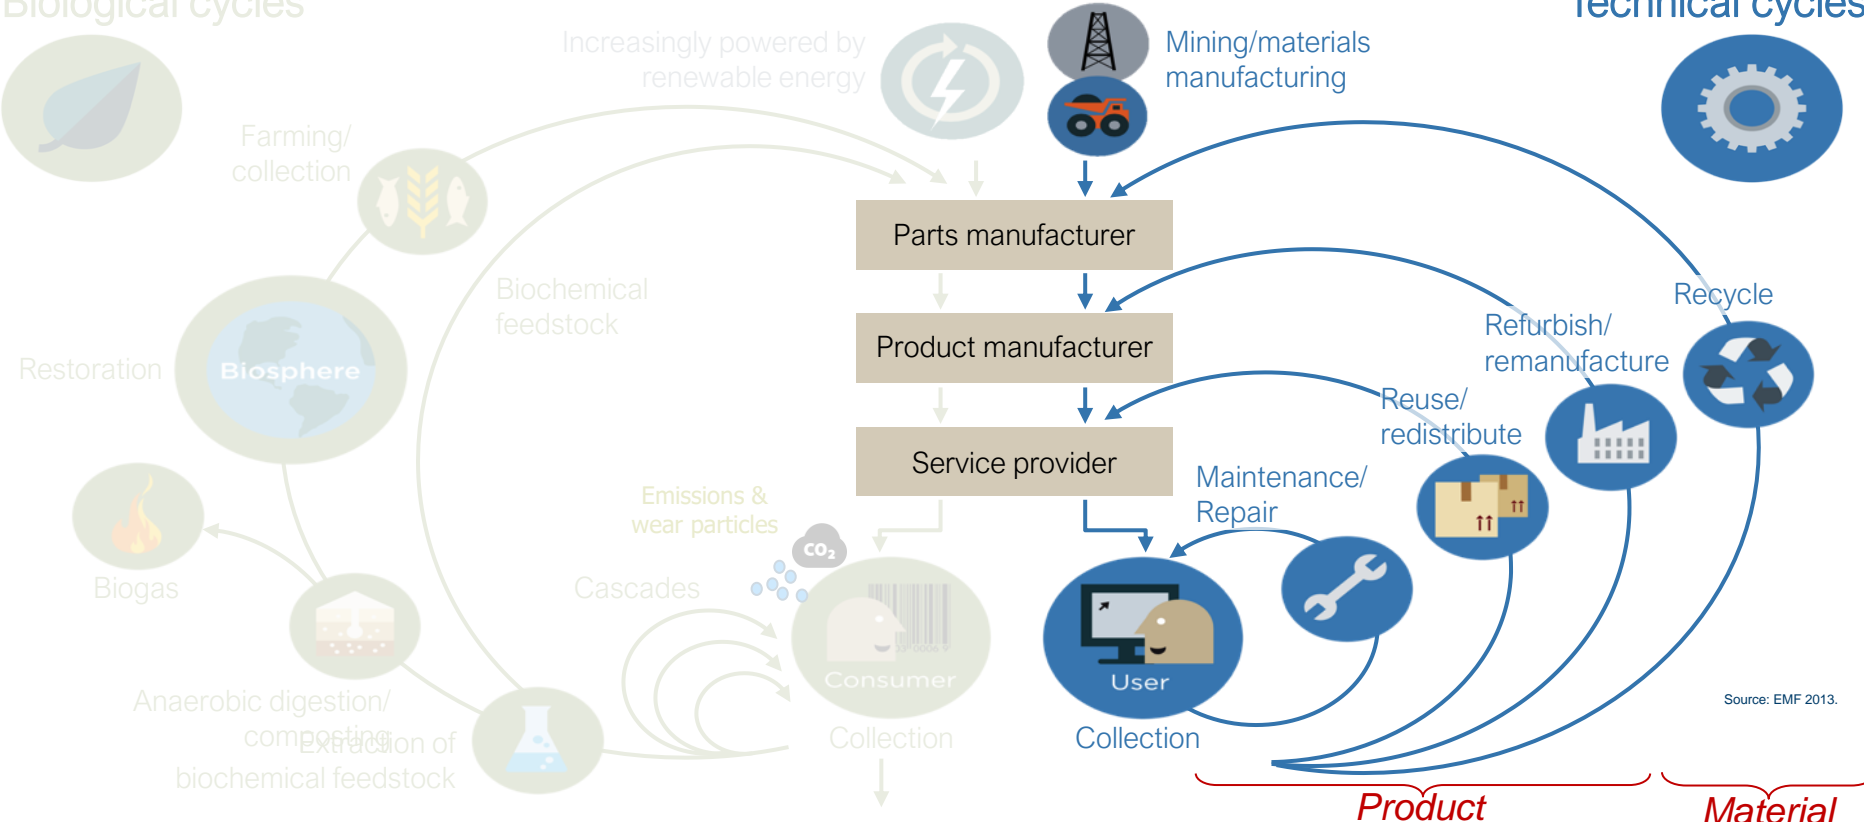 Biological cycles
Technical cycles
Increasingly powered by
renewable energy
Mining/materials
manufacturing
Farming/
collection
Parts manufacturer
Biochemical
feedstock
Recycle
Refurbish/
remanufacture
Product manufacturer
Restoration
Biosphere
Reuse/
redistribute
Service provider
Maintenance/
Repair
Emissions &
wear particles
CO₂
Biogas
Cascades
Consumer
User
Anaerobic digestion/
composting
Extraction of
biochemical feedstock
Collection
Collection
Source: EMF 2013.
Product
Material